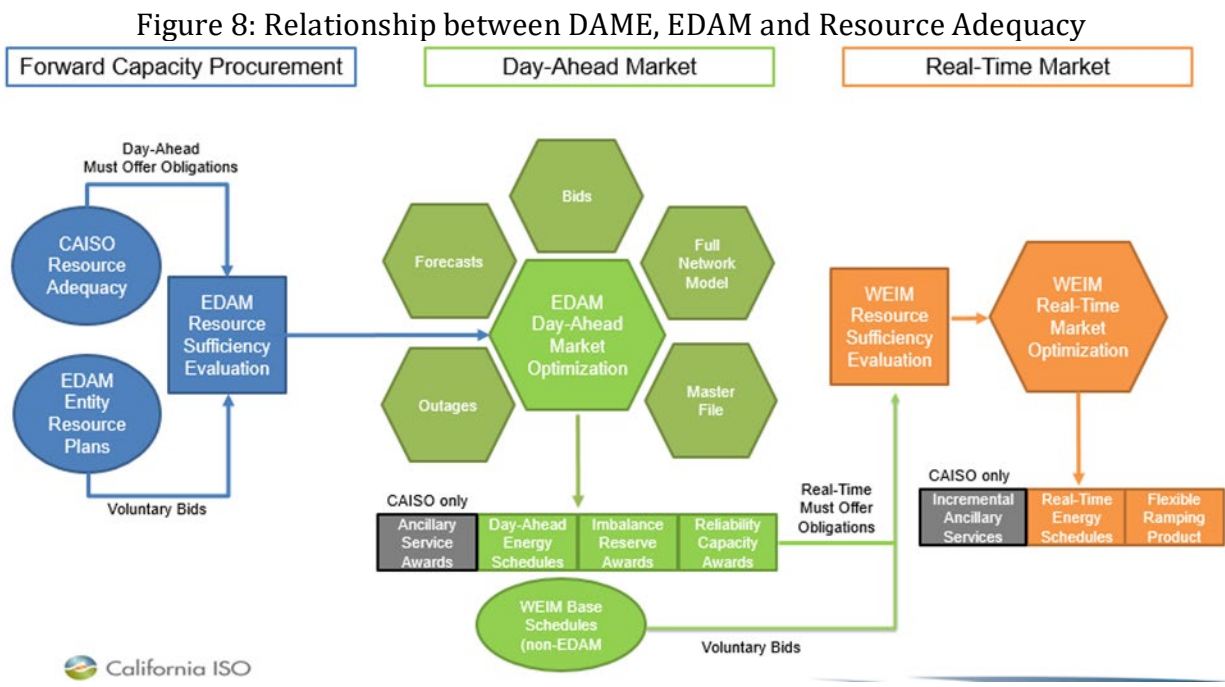 Figure 8: Relationship between DAME, EDAM and Resource Adequacy
Forward Capacity Procurement
Day-Ahead Market
Real-Time Market
Day-Ahead
Must Offer Obligations
CAISO
Resource
Adequacy
EDAM
Resource
Sufficiency
Evaluation
EDAM
Entity
Resource
Plans
Voluntary Bids
Bids
Forecasts
Full
Network
Model
EDAM
Day-Ahead
Market
Optimization
Outages
Master
File
CAISO only
Ancillary
Service
Awards
Day-Ahead
Energy
Schedules
Imbalance
Reserve
Awards
Reliability
Capacity
Awards
Real-Time
Must Offer
Obligations
WEIM Base
Schedules
(non-EDAM
Voluntary Bids
WEIM
Resource
Sufficiency
Evaluation
WEIM
Real-Time
Market
Optimization
CAISO only
Incremental
Ancillary
Services
Real-Time
Energy
Schedules
Flexible
Ramping
Product
California ISO